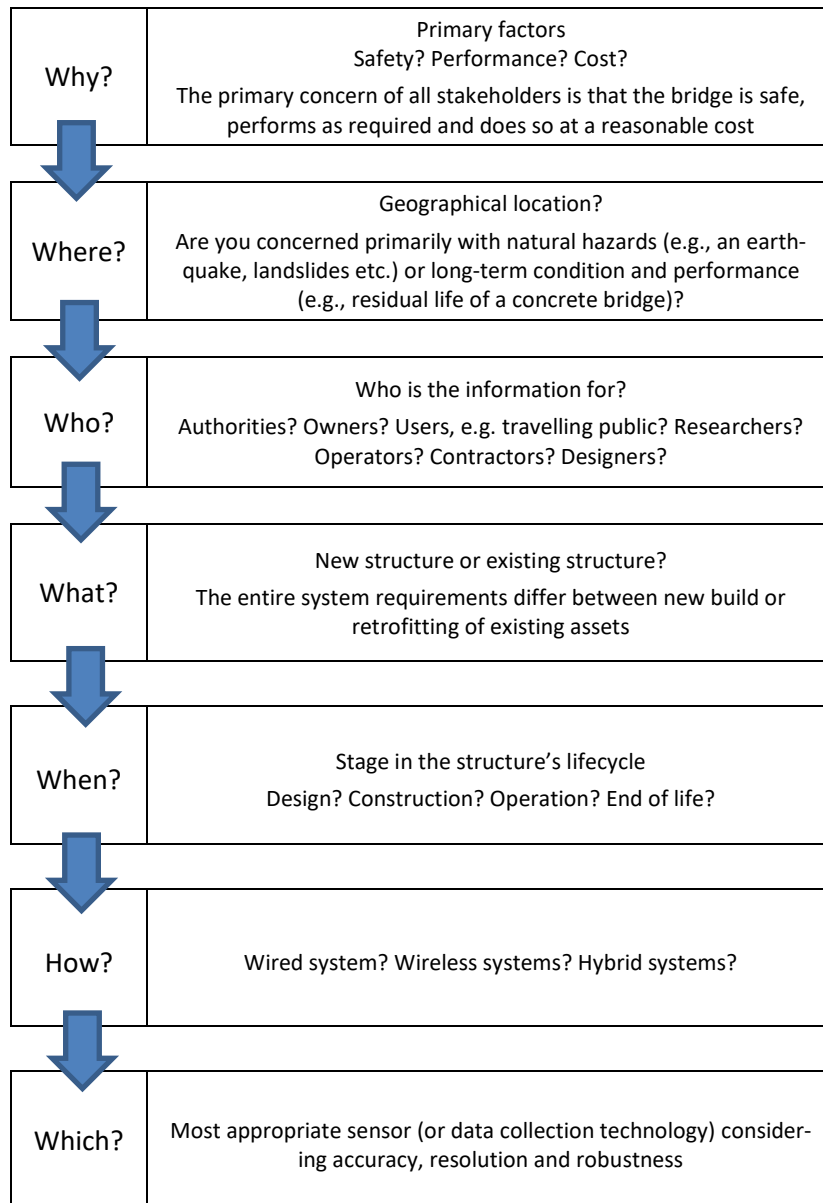 Why?
Primary factors
Safety? Performance? Cost?
The primary concern of all stakeholders is that the bridge is safe,
performs as required and does so at a reasonable cost
Where?
Geographical location?
Are you concerned primarily with natural hazards (e.g., an earth-
quake, landslides etc.) or long-term condition and performance
(e.g., residual life of a concrete bridge)?
Who?
Who is the information for?
Authorities? Owners? Users, e.g. travelling public? Researchers?
Operators? Contractors? Designers?
What?
New structure or existing structure?
The entire system requirements differ between new build or
retrofitting of existing assets
When?
Stage in the structure’s lifecycle
Design? Construction? Operation? End of life?
How?
Wired system? Wireless systems? Hybrid systems?
Which?
Most appropriate sensor (or data collection technology) consider-
ing accuracy, resolution and robustness